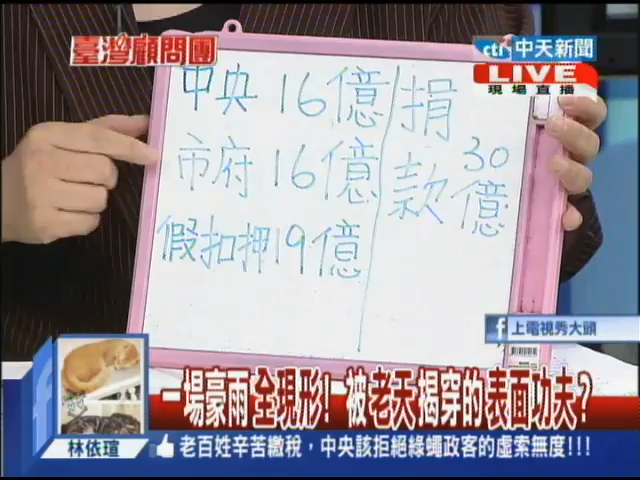 臺灣顧問團
cti 中天新聞
LIVE
現場直播
中央 16億
市府 16億
假扣押19億
捐款 30億
上電視秀大頭
一場豪雨全現形! 被老天揭穿的表面功夫?
林依瑄
老百姓辛苦繳稅，中央該拒絕綠蠅政客的虛索無度!!!